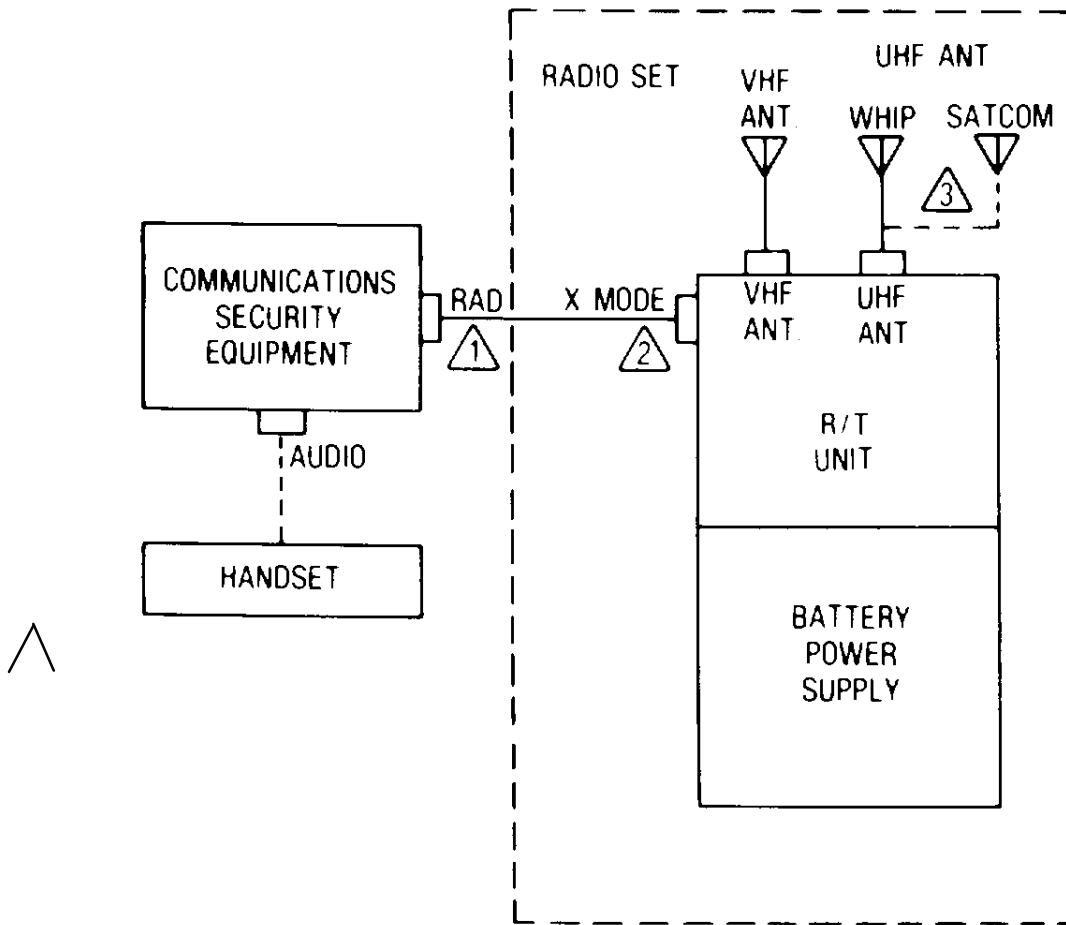 RADIO SET
VHF
ANT.
UHF ANT
WHIP
SATCOM
3
COMMUNICATIONS
SECURITY
EQUIPMENT
RAD
1
X MODE
2
VHF
ANT.
UHF
ANT
R/T
UNIT
AUDIO
HANDSET
BATTERY
POWER
SUPPLY